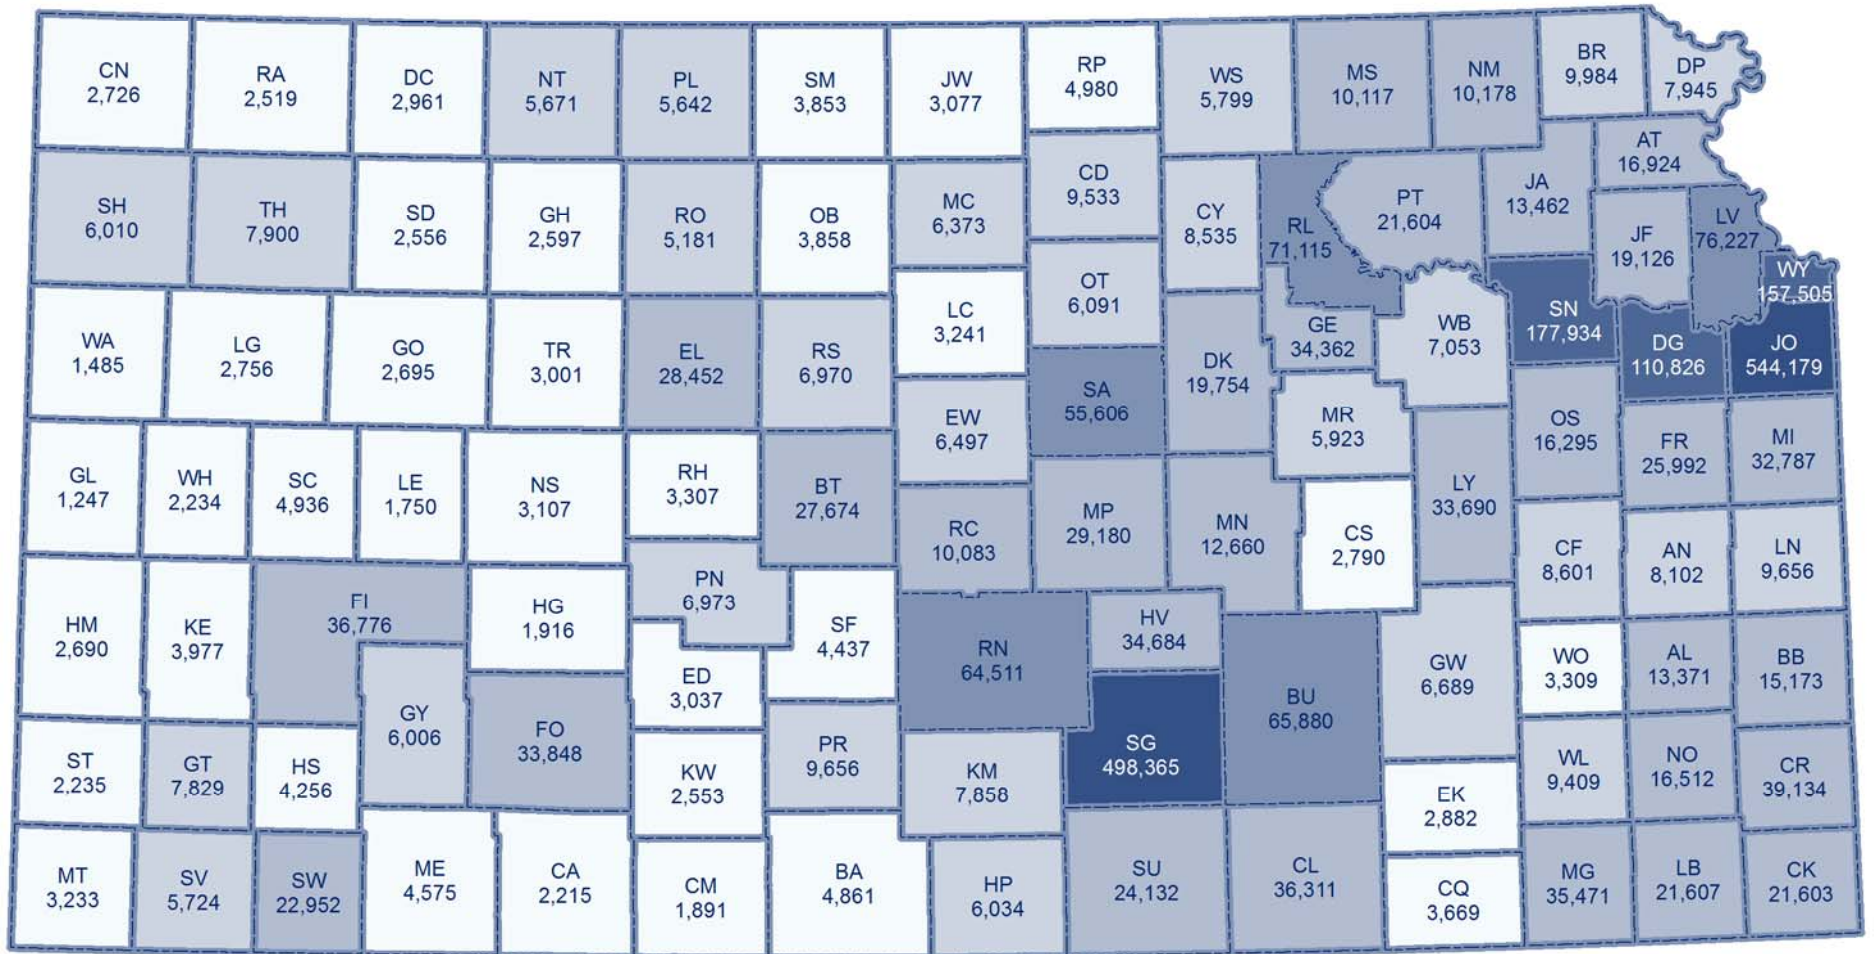 CN
2,726
RA
2,519
DC
2,961
NT
5,671
PL
5,642
SM
3,853
JW
3,077
RP
4,980
WS
5,799
MS
10,117
NM
10,178
BR
9,984
DP
7,945
SH
6,010
TH
7,900
SD
2,556
GH
2,597
RO
5,181
OB
3,858
MC
6,373
CD
9,533
CY
8,535
RL
71,115
PT
21,604
JA
13,462
AT
16,924
JF
19,126
LV
76,227
WY
157,505
WA
1,485
LG
2,756
GO
2,695
TR
3,001
EL
28,452
RS
6,970
LC
3,241
OT
6,091
DK
19,754
GE
34,362
WB
7,053
SN
177,934
DG
110,826
JO
544,179
EW
6,497
SA
55,606
MR
5,923
OS
16,295
FR
25,992
MI
32,787
GL
1,247
WH
2,234
SC
4,936
LE
1,750
NS
3,107
RH
3,307
BT
27,674
RC
10,083
MP
29,180
MN
12,660
CS
2,790
LY
33,690
CF
8,601
AN
8,102
LN
9,656
HM
2,690
KE
3,977
FI
36,776
HG
1,916
PN
6,973
SF
4,437
RN
64,511
HV
34,684
BU
65,880
GW
6,689
WO
3,309
AL
13,371
BB
15,173
ED
3,037
GY
6,006
FO
33,848
ST
2,235
GT
7,829
HS
4,256
KW
2,553
PR
9,656
KM
7,858
SG
498,365
EK
2,882
WL
9,409
NO
16,512
CR
39,134
MT
3,233
SV
5,724
SW
22,952
ME
4,575
CA
2,215
CM
1,891
BA
4,861
HP
6,034
SU
24,132
CL
36,311
CQ
3,669
MG
35,471
LB
21,607
CK
21,603